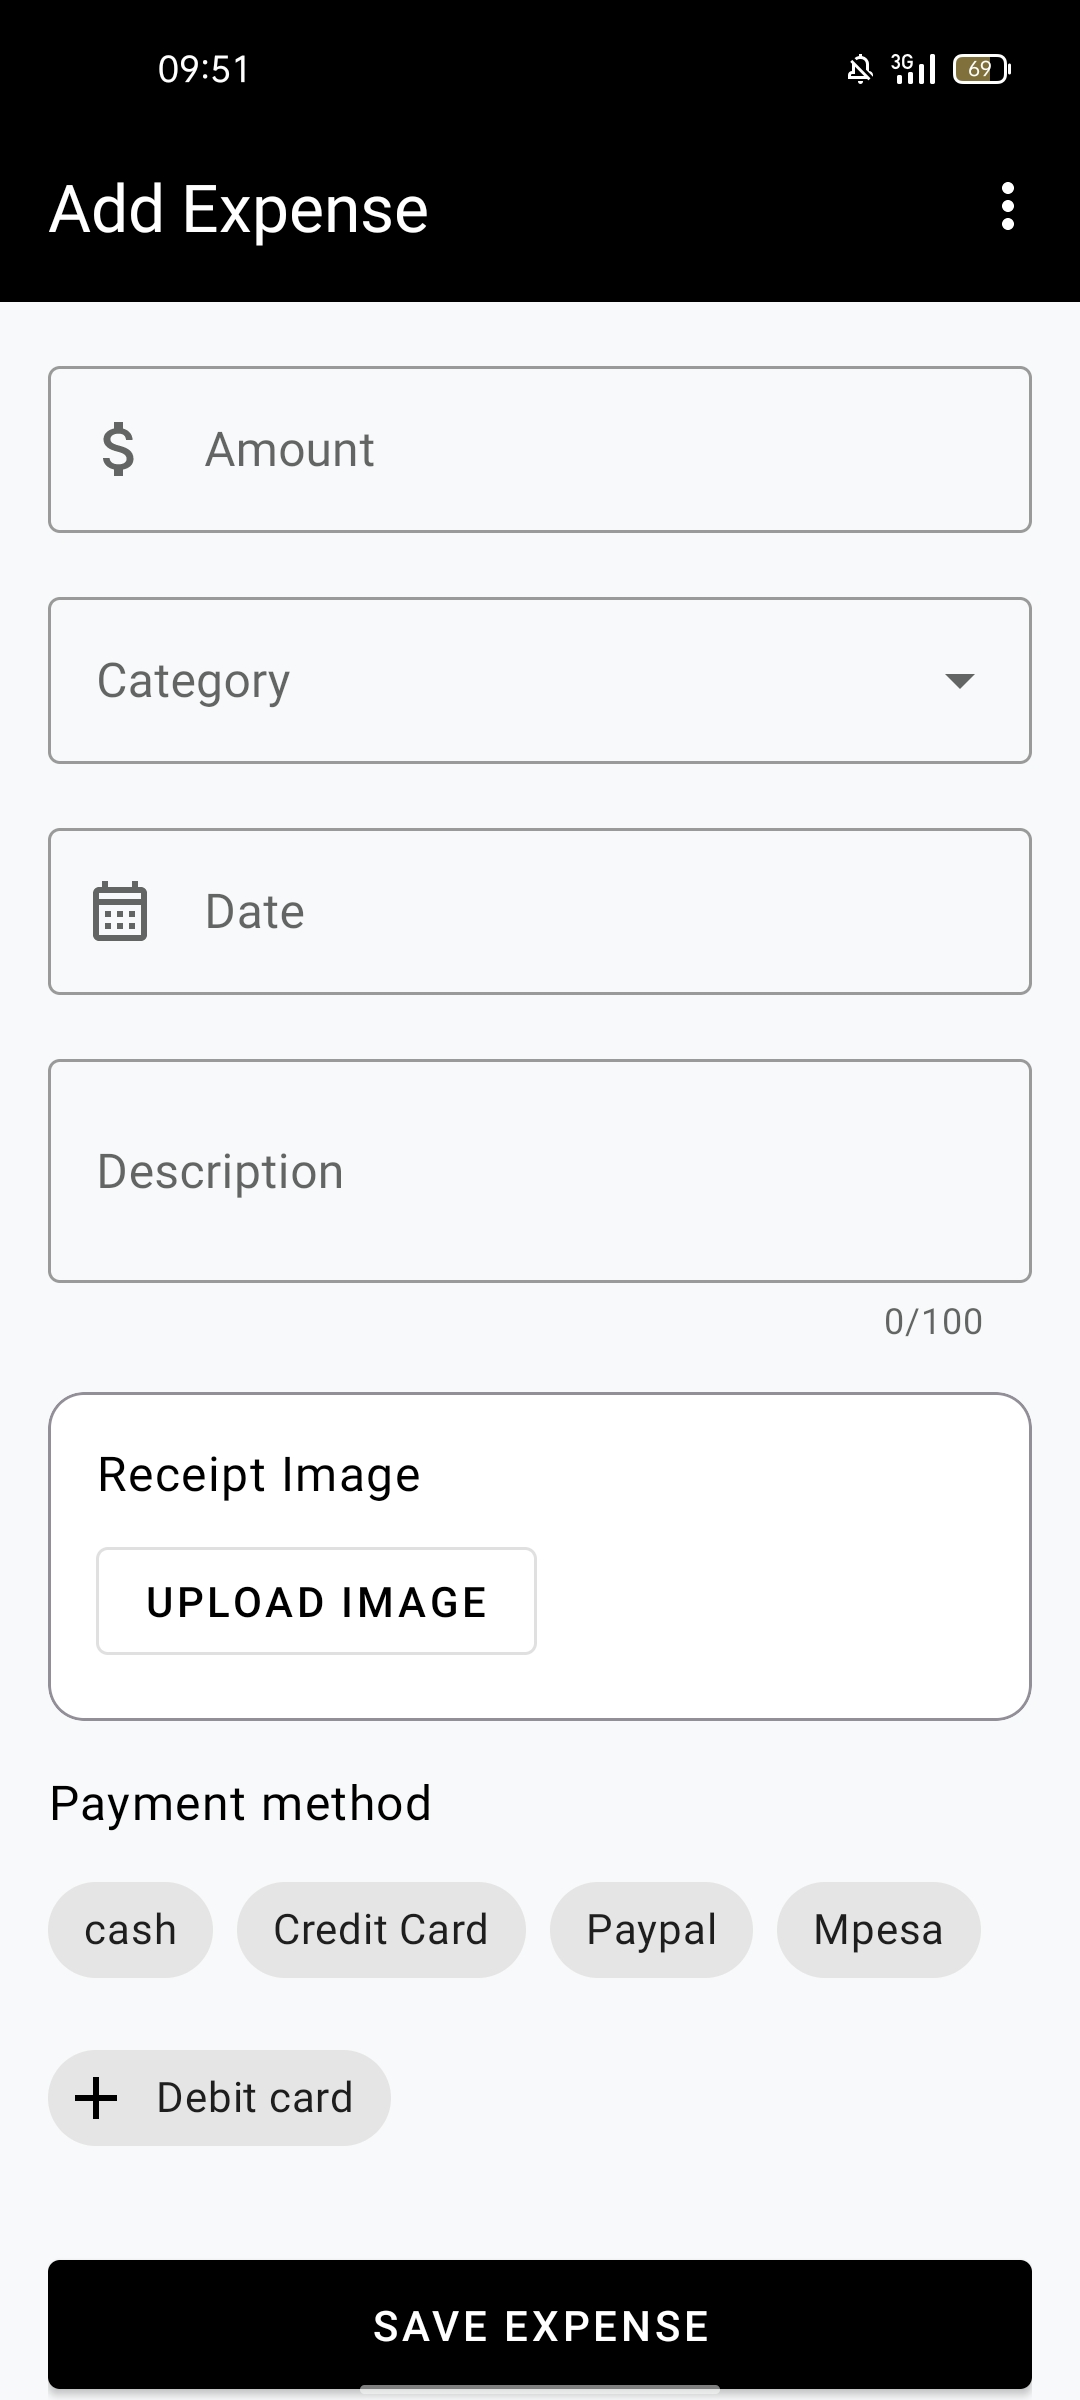 09:51
3G
69
Add Expense
$ Amount
Category
Date
Description
0/100
Receipt Image
UPLOAD IMAGE
Payment method
cash Credit Card Paypal Mpesa
+ Debit card
SAVE EXPENSE